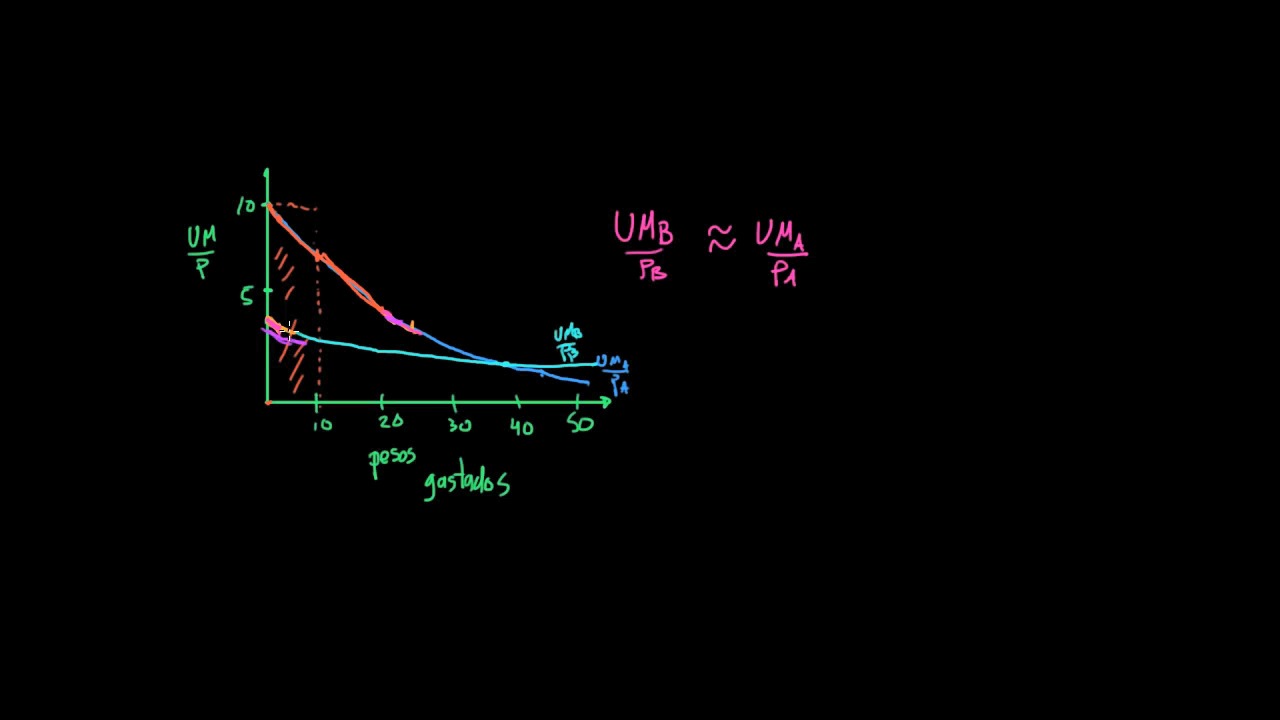 10
UM
P
5
10 20 30 40 50
pesos
gastados
UMB
PB
UMA
PA
UMB ≈ UMA
PB PA